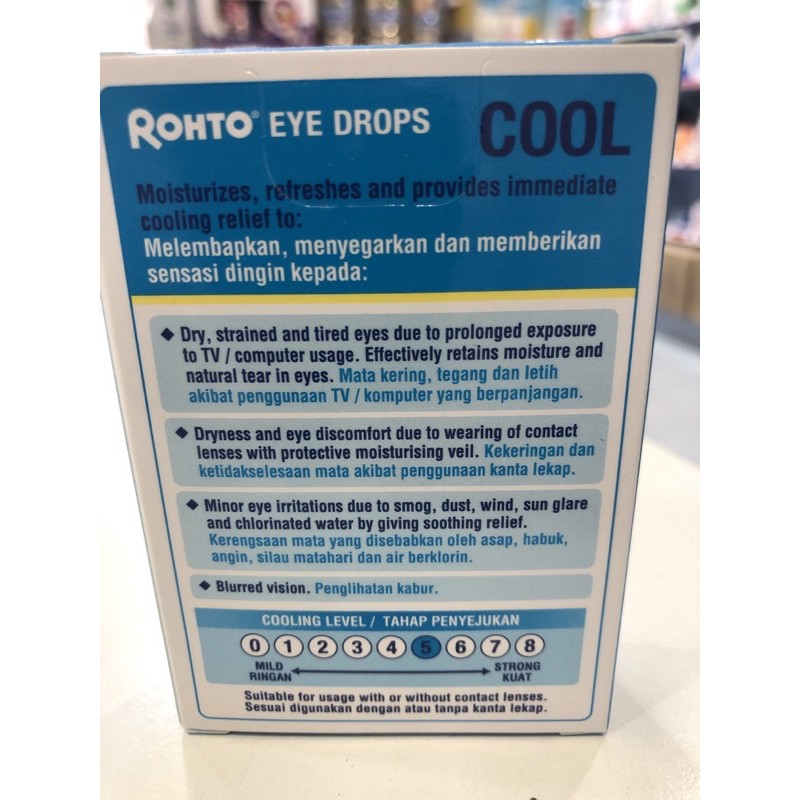 ROHTO® EYE DROPS COOL
Moisturizes, refreshes and provides immediate
cooling relief to:
Melembapkan, menyegarkan dan memberikan
sensasi dingin kepada:
◆ Dry, strained and tired eyes due to prolonged exposure
to TV / computer usage. Effectively retains moisture and
natural tear in eyes. Mata kering, tegang dan letih
akibat penggunaan TV / komputer yang berpanjangan.
◆ Dryness and eye discomfort due to wearing of contact
lenses with protective moisturising veil. Kekeringan dan
ketidakselesaan mata akibat penggunaan kanta lekap.
◆ Minor eye irritations due to smog, dust, wind, sun glare
and chlorinated water by giving soothing relief.
Kerengsaan mata yang disebabkan oleh asap, habuk,
angin, silau matahari dan air berklorin.
◆ Blurred vision. Penglihatan kabur.
COOLING LEVEL / TAHAP PENYEJUKAN
0 1 2 3 4 5 6 7 8
MILD STRONG
RINGAN KUAT
Suitable for usage with or without contact lenses.
Sesuai digunakan dengan atau tanpa kanta lekap.